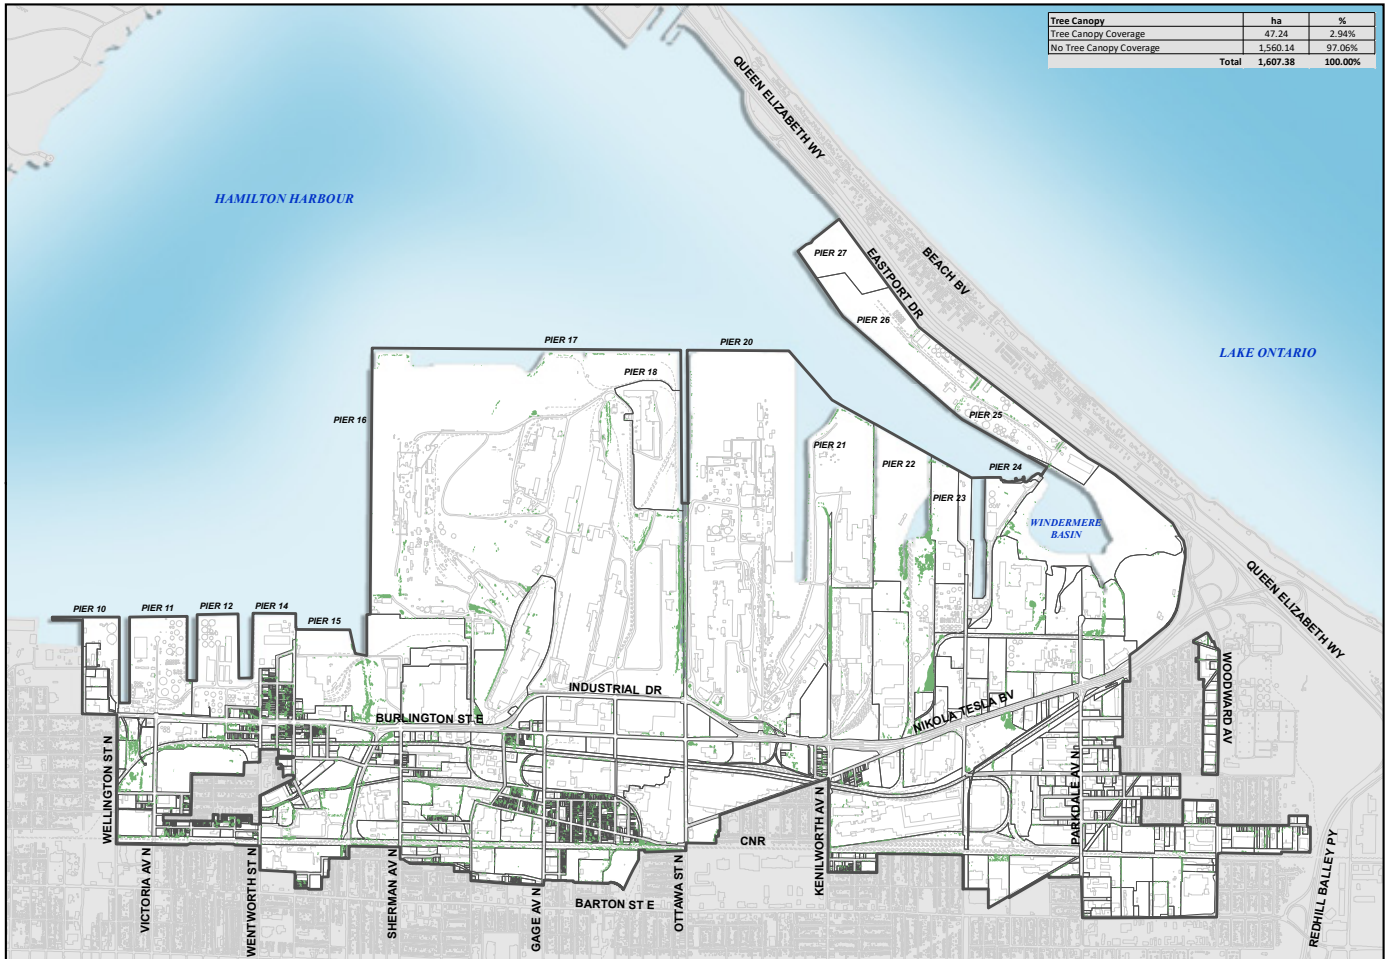 Tree Canopy ha %
Tree Canopy Coverage 47.24 2.94%
No Tree Canopy Coverage 1,560.14 97.06%
Total 1,607.38 100.00%
QUEEN ELIZABETH WY
HAMILTON HARBOUR
BEACH BV
PIER 27
EASTPORT DR
PIER 26
LAKE ONTARIO
PIER 17
PIER 20
PIER 18
PIER 16
PIER 25
PIER 21
PIER 22
PIER 24
PIER 23
WINDERMERE
BASIN
QUEEN ELIZABETH WY
PIER 10
PIER 11
PIER 12
PIER 14
PIER 15
WOODWARD AV
INDUSTRIAL DR
BURLINGTON ST E
NIKOLA TESLA BV
WELLINGTON ST N
PARKDALE AV N
CNR
KENILWORTH AV N
VICTORIA AV N
WENTWORTH ST N
SHERMAN AV N
GAGE AV N
BARTON ST E
OTTAWA ST N
REDHILL BALLEY PY